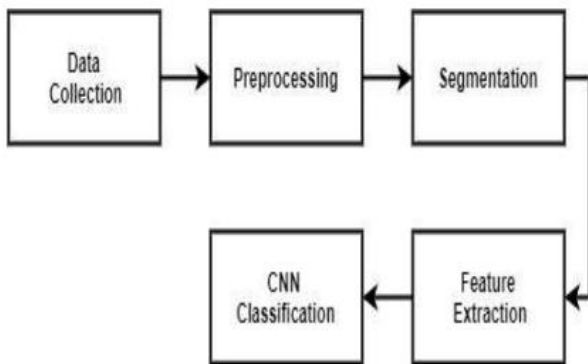 Data
Collection
Preprocessing
Segmentation
Feature
Extraction
CNN
Classification